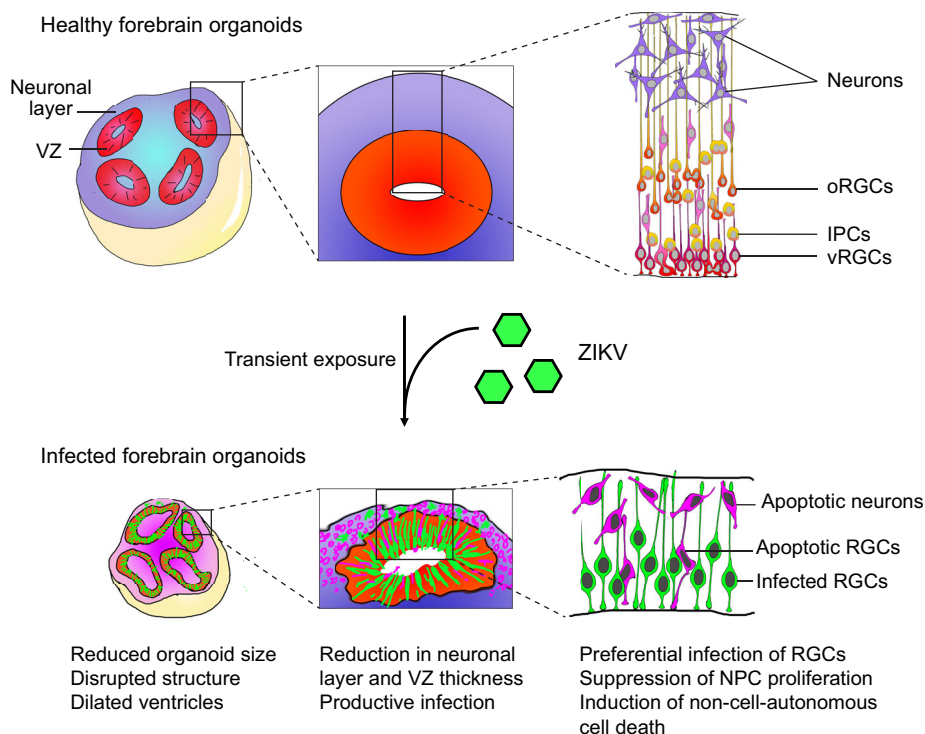 Healthy forebrain organoids
Neuronal
layer
VZ
Neurons
oRGCs
IPCs
vRGCs
Transient exposure
ZIKV
Infected forebrain organoids
Apoptotic neurons
Apoptotic RGCs
Infected RGCs
Reduced organoid size
Disrupted structure
Dilated ventricles
Reduction in neuronal
layer and VZ thickness
Productive infection
Preferential infection of RGCs
Suppression of NPC proliferation
Induction of non-cell-autonomous
cell death